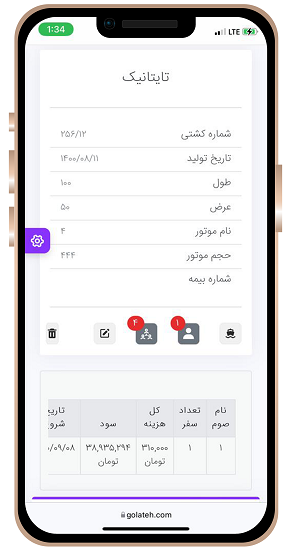 1:34
LTE
تایتانیک
شماره کشتی ۲۵۶/۱۲
تاریخ تولید ۱۴۰۰/۰۸/۱۱
طول ۱۰۰
عرض ۵۰
نام موتور ۴
حجم موتور ۴۴۴
شماره بیمه
۱ ۴
نام صوم تعداد سفر کل هزینه سود تاریخ شرو
۱ ۱ ۳۱۰,۰۰۰ تومان ۳۸,۹۳۵,۲۹۴ تومان ۰/۰۹/۰۸
golateh.com